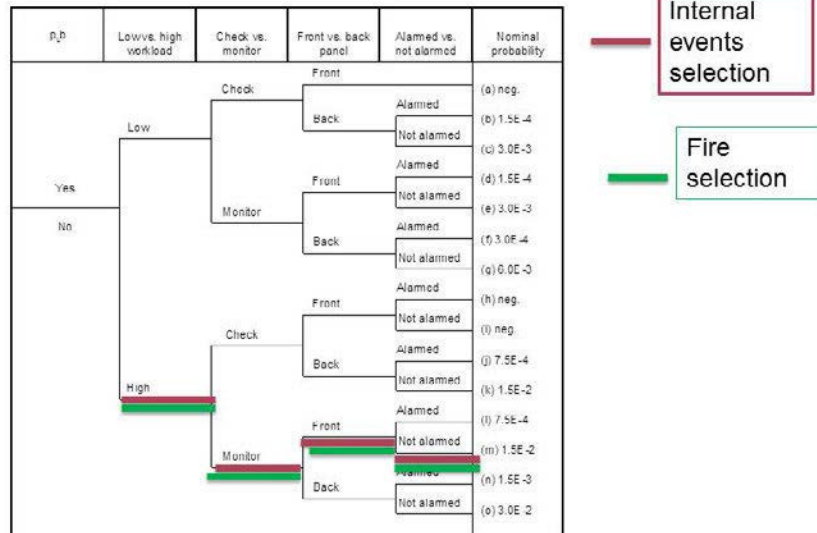 p_b
Low vs. high workload
Check vs. monitor
Front vs. back panel
Alarmed vs. not alarmed
Nominal probability
Internal
events
selection
Fire
selection
Front
Check
(a) neg.
Back
Alarmed
(b) 1.5E-4
Low
Not alarmed
(c) 3.0E-3
Alarmed
Front
(d) 1.5E-4
Yes
Not alarmed
Monitor
(e) 3.0E-3
No
Alarmed
Back
(f) 3.0E-4
Not alarmed
(g) 6.0E-3
Alarmed
Front
(h) neg.
Not alarmed
Check
(i) neg
Alarmed
Back
(j) 7.5E-4
High
Not alarmed
(k) 1.5E-2
Alarmed
Front
(l) 7.5E-4
Not alarmed
Monitor
(m) 1.5E-2
Alarmed
Back
(n) 1.5E-3
Not alarmed
(o) 3.0E-2